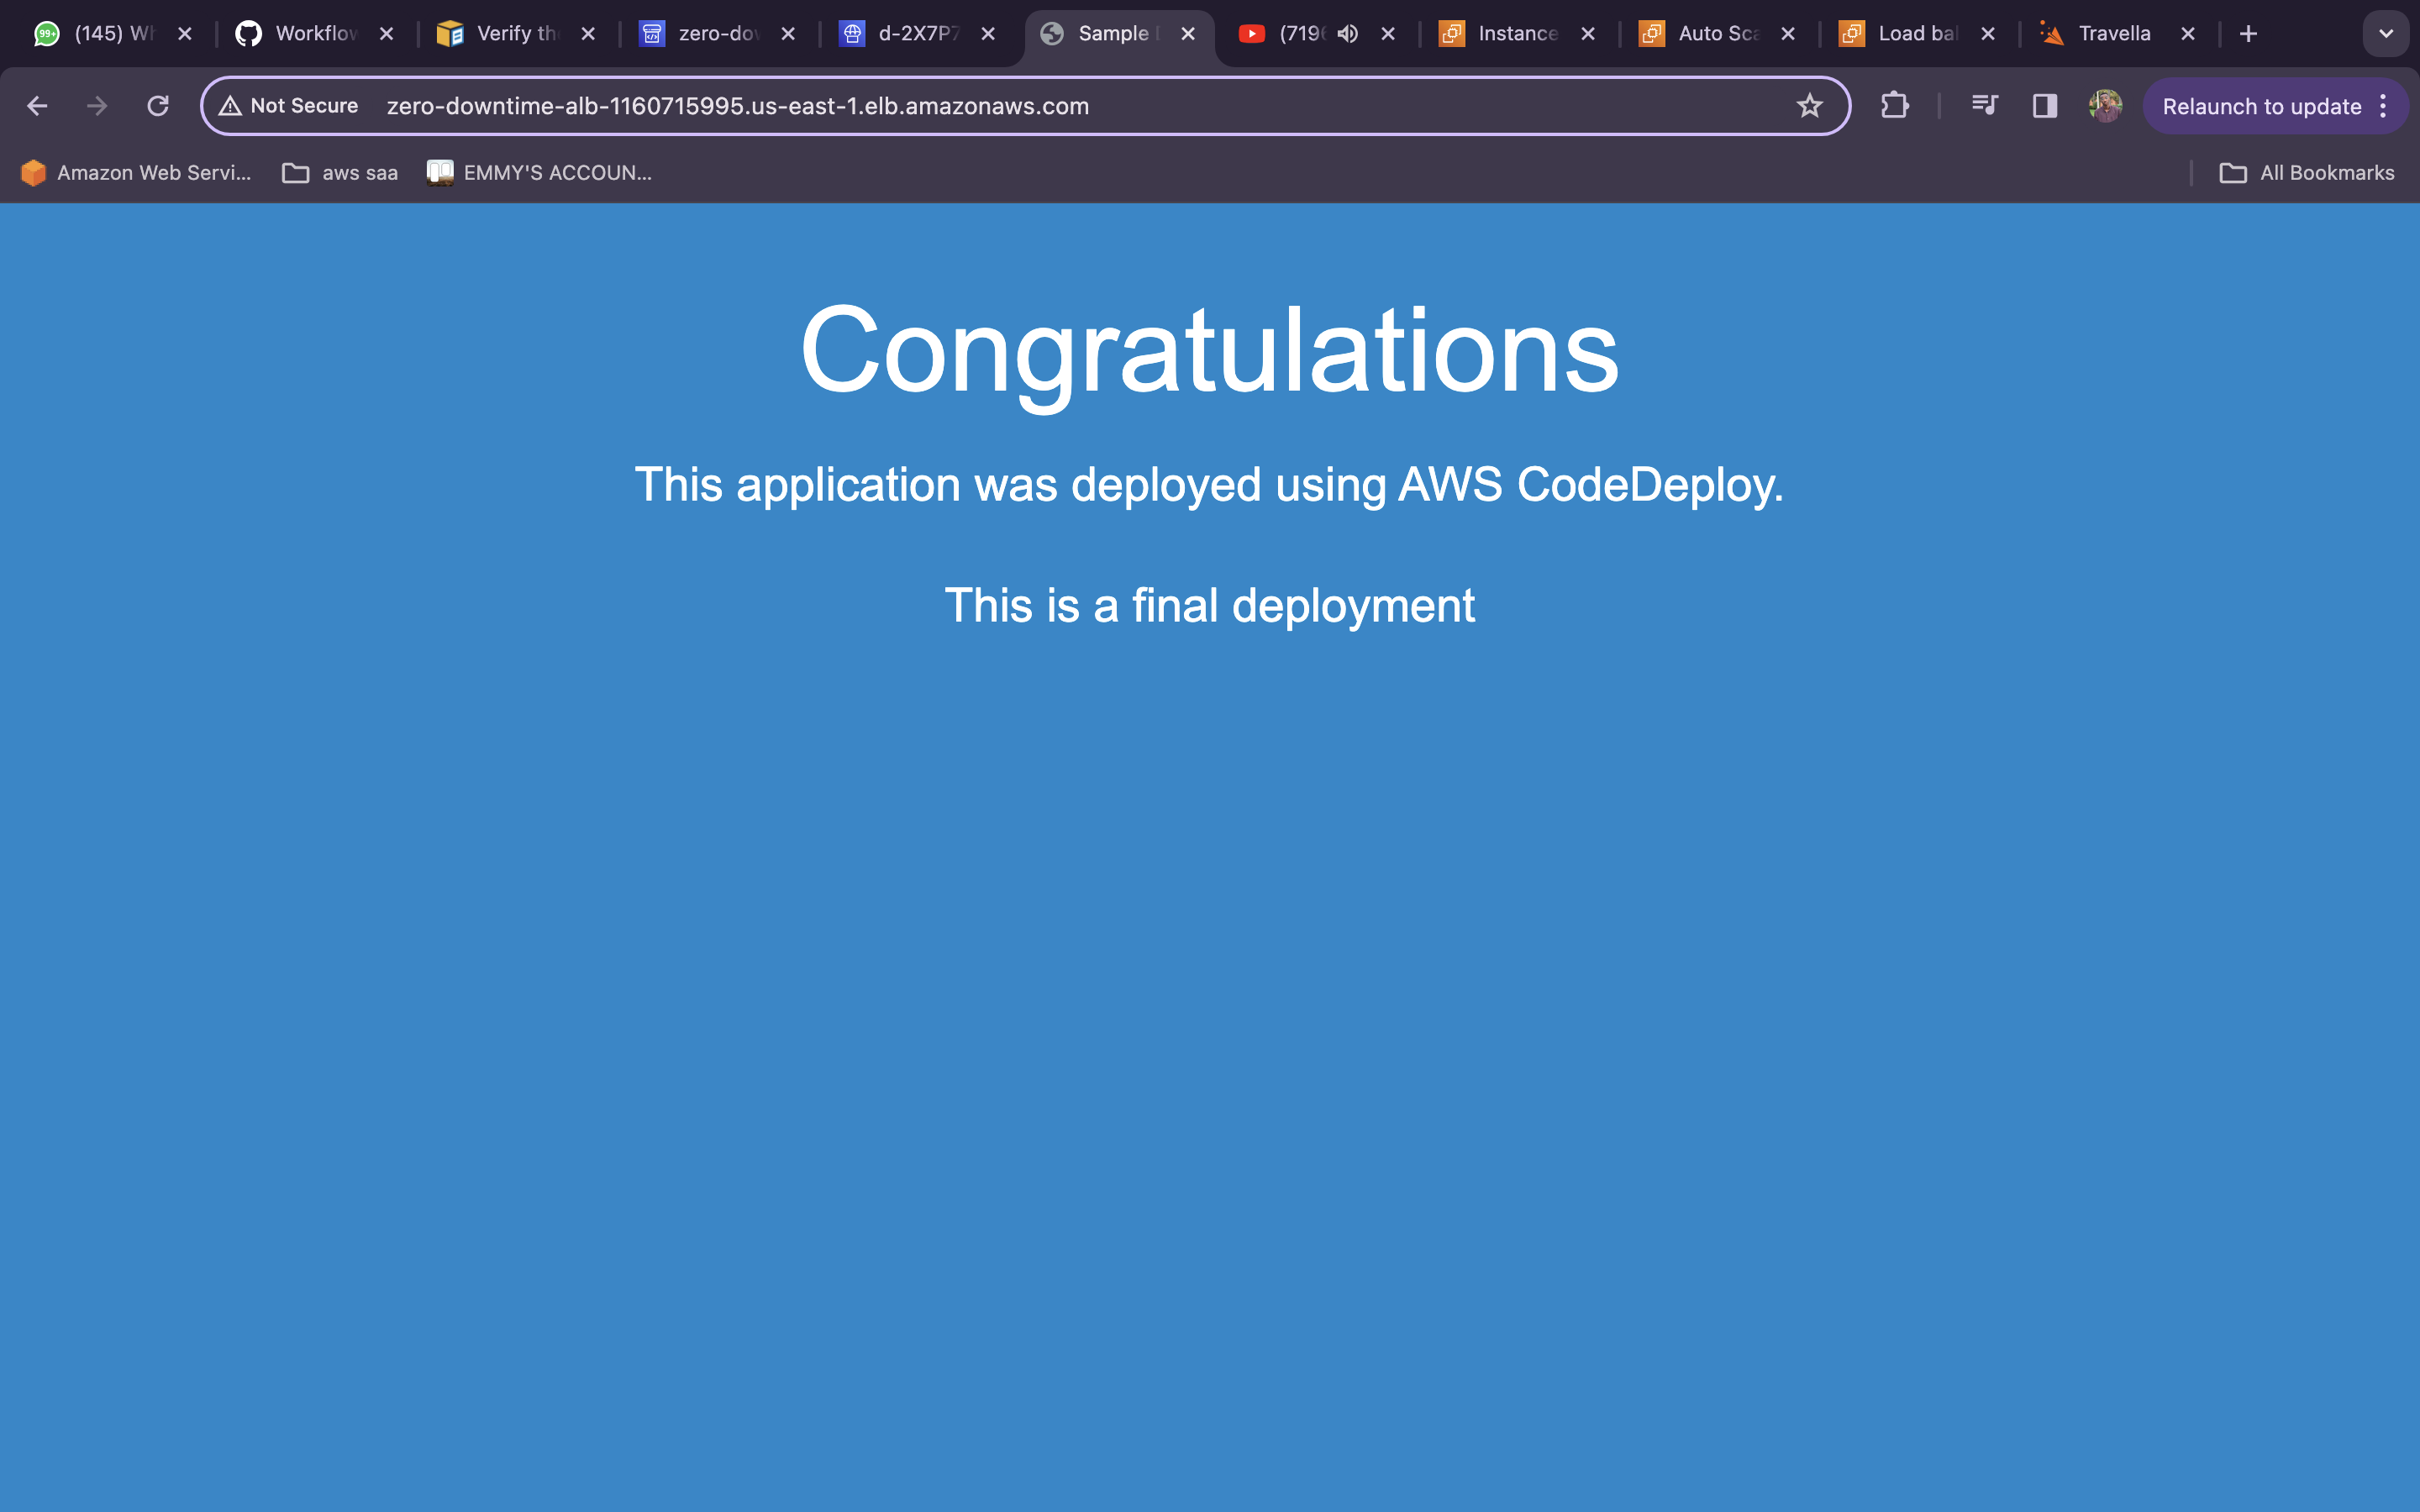 99+ (145) Wh Workflow Verify th zero-do d-2X7P7 Sample (719 Instance Auto Sca Load bal Travella
Not Secure zero-downtime-alb-1160715995.us-east-1.elb.amazonaws.com Relaunch to update
Amazon Web Servi... aws saa EMMY'S ACCOUN... All Bookmarks
Congratulations
This application was deployed using AWS CodeDeploy.
This is a final deployment